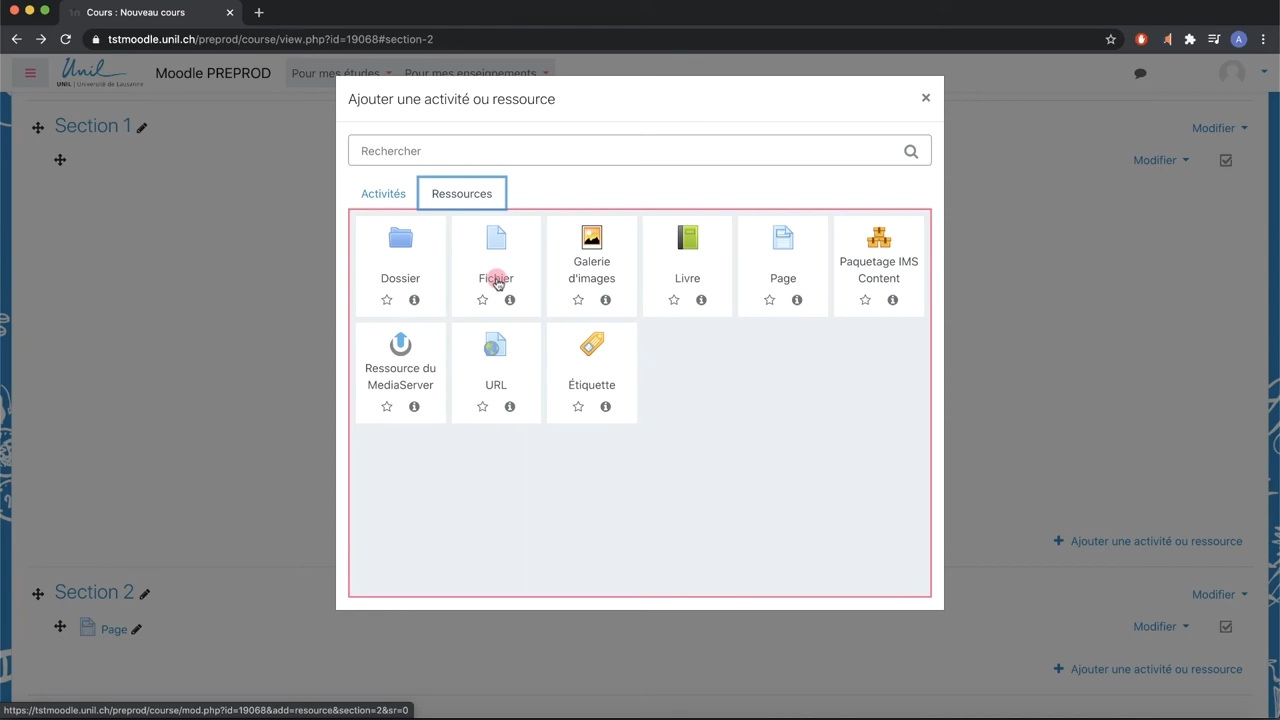 Cours : Nouveau cours
tstmoodle.unil.ch/preprod/course/view.php?id=19068#section-2
A
Unil
UNIL | Université de Lausanne
Moodle PREPROD
Pour mes études
Pour mes enseignements
Ajouter une activité ou ressource
Rechercher
Activités
Ressources
Dossier
Fichier
Galerie
d'images
Livre
Page
Paquetage IMS
Content
Ressource du
MediaServer
URL
Étiquette
Section 1
Modifier
Modifier
Ajouter une activité ou ressource
Section 2
Modifier
Page
Modifier
Ajouter une activité ou ressource
https://tstmoodle.unil.ch/preprod/course/mod.php?id=19068&add=resource&section=2&sr=0